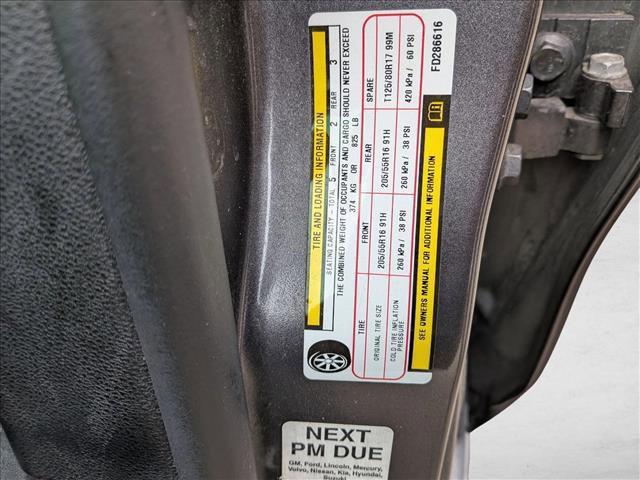 TIRE AND LOADING INFORMATION
SEATING CAPACITY - TOTAL 5 FRONT 2 REAR 3
THE COMBINED WEIGHT OF OCCUPANTS AND CARGO SHOULD NEVER EXCEED
374 KG OR 825 LB
TIRE FRONT REAR SPARE
ORIGINAL TIRE SIZE 205/55R16 91H 205/55R16 91H T125/80R17 99M
COLD TIRE INFLATION PRESSURE 260 kPa / 38 PSI 260 kPa / 38 PSI 420 kPa / 60 PSI
SEE OWNERS MANUAL FOR ADDITIONAL INFORMATION
FD286616
NEXT
PM DUE
GM, Ford, Lincoln, Mercury,
Volvo, Nissan, Kia, Hyundai,
Suzuki